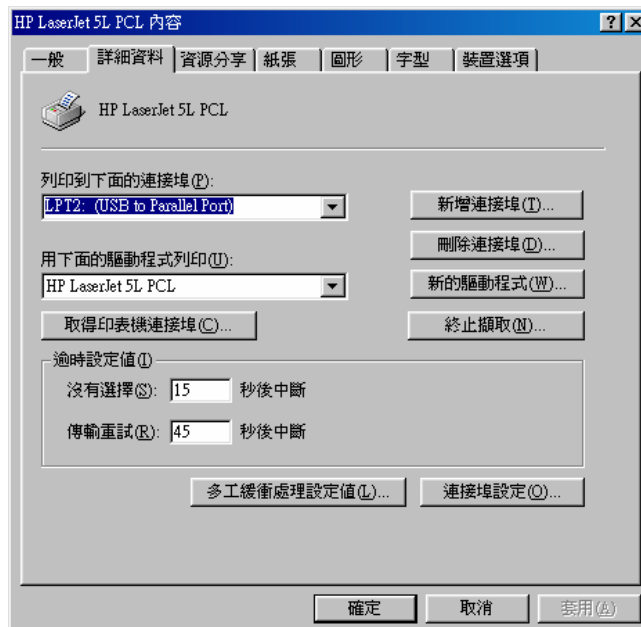 HP LaserJet 5L PCL 內容
一般 詳細資料 資源分享 紙張 圖形 字型 裝置選項
HP LaserJet 5L PCL
列印到下面的連接埠(P):
LPT2: (USB to Parallel Port)
新增連接埠(T)...
刪除連接埠(D)...
用下面的驅動程式列印(U):
HP LaserJet 5L PCL
新的驅動程式(W)...
取得印表機連接埠(C)...
終止擷取(N)...
逾時設定值(I)
沒有選擇(S): 15 秒後中斷
傳輸重試(R): 45 秒後中斷
多工緩衝處理設定值(L)...
連接埠設定(O)...
確定 取消 套用(A)